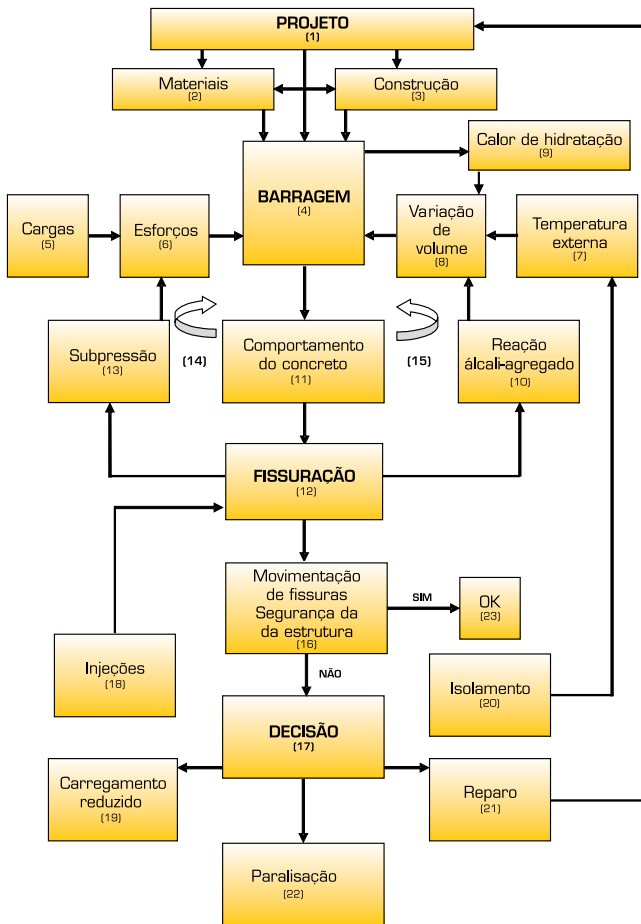 PROJETO
(1)
Materiais
(2)
Construção
(3)
Calor de hidratação
(9)
BARRAGEM
(4)
Cargas
(5)
Esforços
(6)
Variação
de
volume
(8)
Temperatura
externa
(7)
Subpressão
(13)
(14)
Comportamento
do concreto
(11)
(15)
Reação
álcali-agregado
(10)
FISSURAÇÃO
(12)
Movimentação
de fissuras
Segurança da
da estrutura
(16)
SIM
OK
(23)
Injeções
(18)
NÃO
Isolamento
(20)
DECISÃO
(17)
Carregamento
reduzido
(19)
Reparo
(21)
Paralisação
(22)